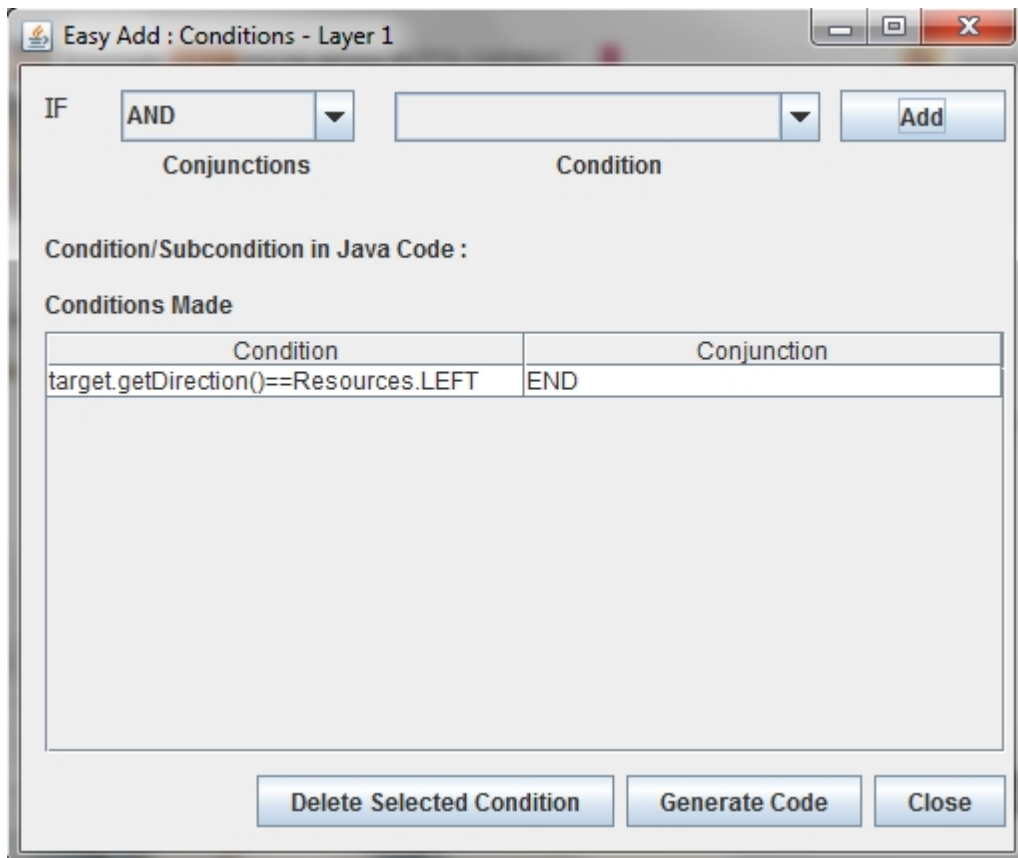 Easy Add : Conditions - Layer 1
IF AND Add
Conjunctions Condition
Condition/Subcondition in Java Code :
Conditions Made
Condition Conjunction
target.getDirection()==Resources.LEFT END
Delete Selected Condition Generate Code Close